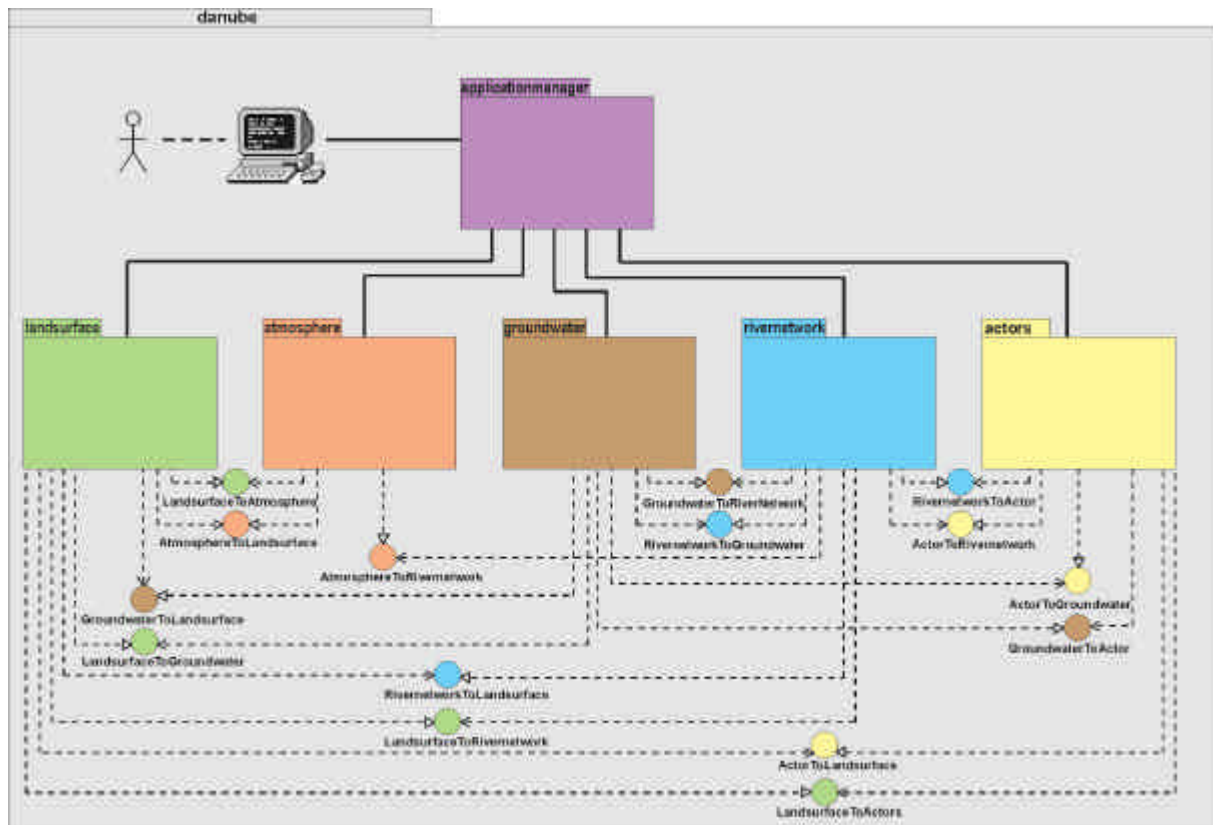 danube
applicationmanager
landsurface
atmosphere
groundwater
rivernetwork
actors
LandsurfaceToAtmosphere
GroundwaterToRiverNetwork
RivernetworkToActor
AtmosphereToLandsurface
RivernetworkToGroundwater
ActorToRivernetwork
AtmosphereToRivernetwork
ActorToGroundwater
GroundwaterToLandsurface
GroundwaterToActor
LandsurfaceToGroundwater
RivernetworkToLandsurface
LandsurfaceToRivernetwork
ActorToLandsurface
LandsurfaceToActors